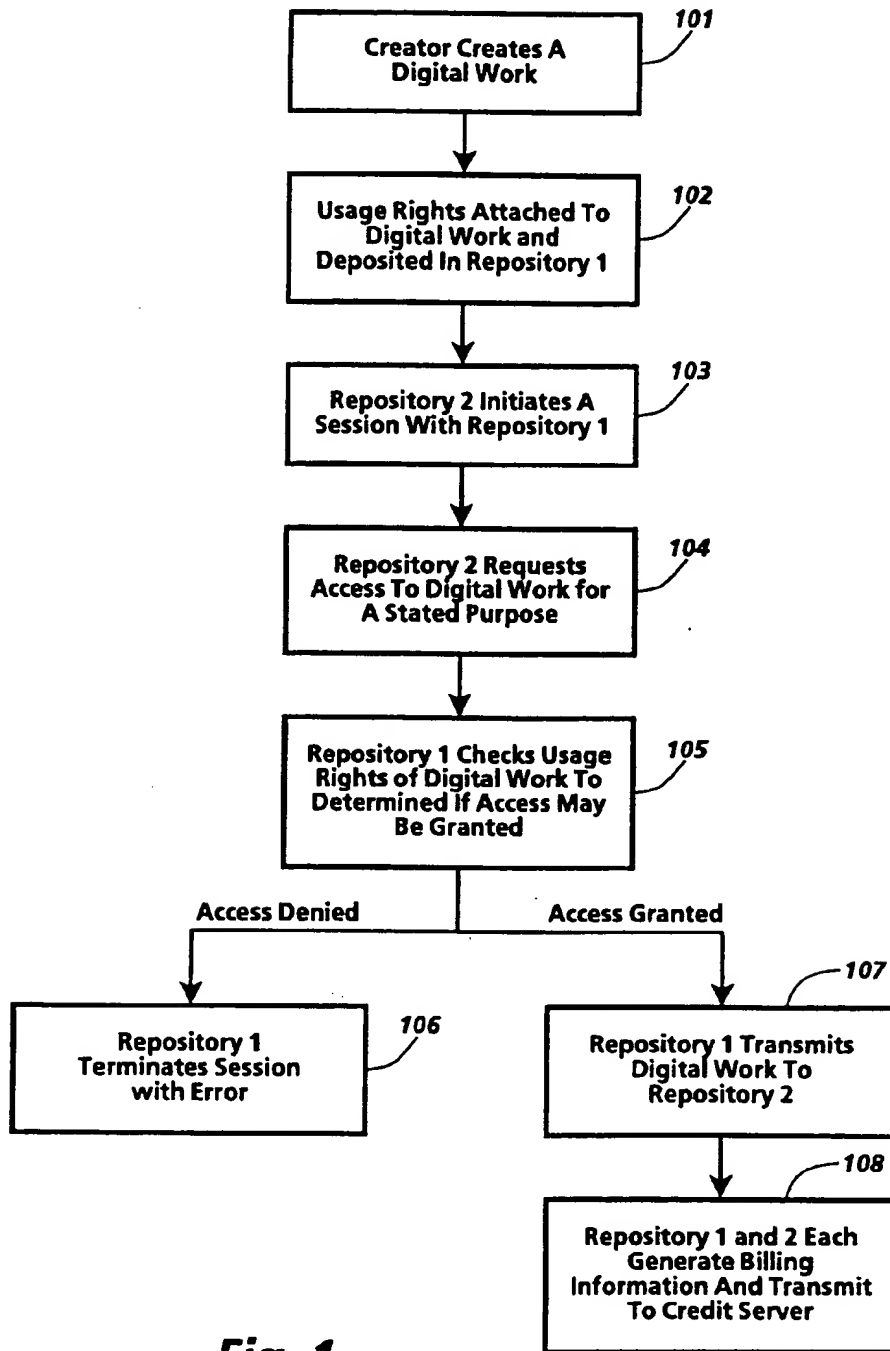 101
Creator Creates A
Digital Work
102
Usage Rights Attached To
Digital Work and
Deposited In Repository 1
103
Repository 2 Initiates A
Session With Repository 1
104
Repository 2 Requests
Access To Digital Work for
A Stated Purpose
105
Repository 1 Checks Usage
Rights of Digital Work To
Determined If Access May
Be Granted
Access Denied
Access Granted
106
Repository 1
Terminates Session
with Error
107
Repository 1 Transmits
Digital Work To
Repository 2
108
Repository 1 and 2 Each
Generate Billing
Information And Transmit
To Credit Server
Fig. 1